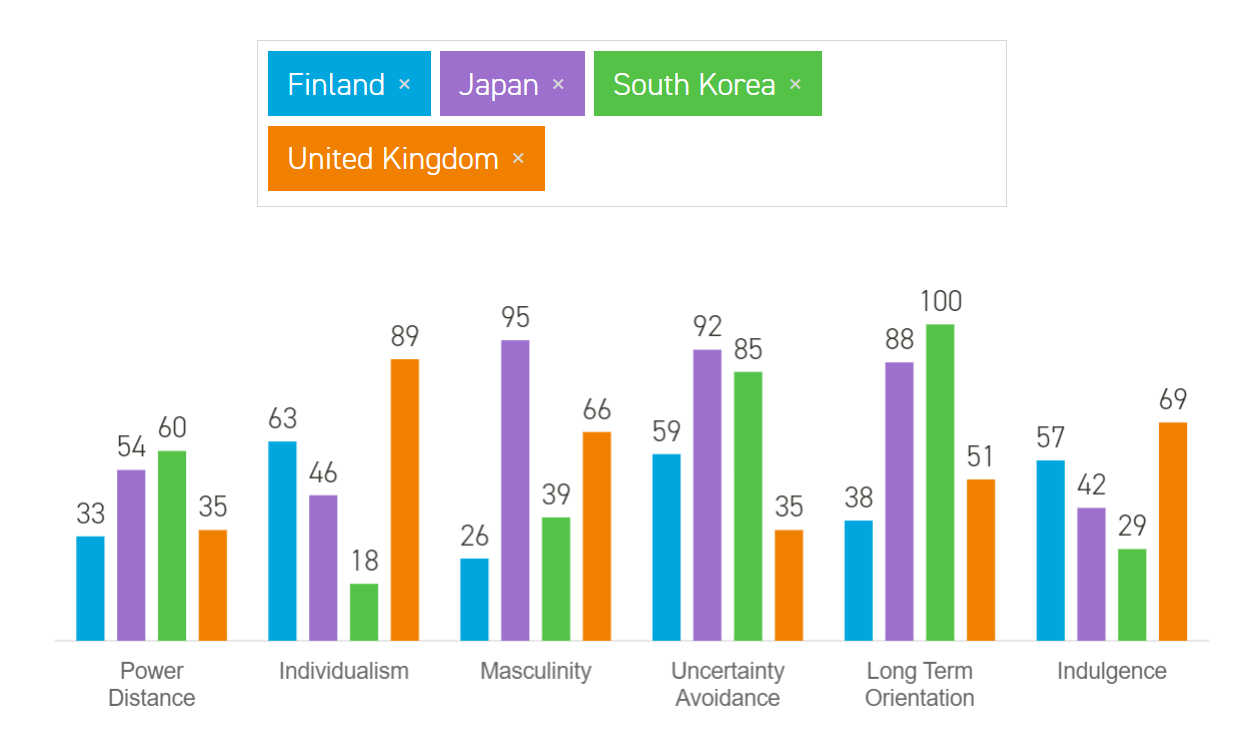 Finland ×
Japan ×
South Korea ×
United Kingdom ×
33
54
60
35
63
46
18
89
26
95
39
66
59
92
85
35
38
88
100
51
57
42
29
69
Power
Distance
Individualism
Masculinity
Uncertainty
Avoidance
Long Term
Orientation
Indulgence